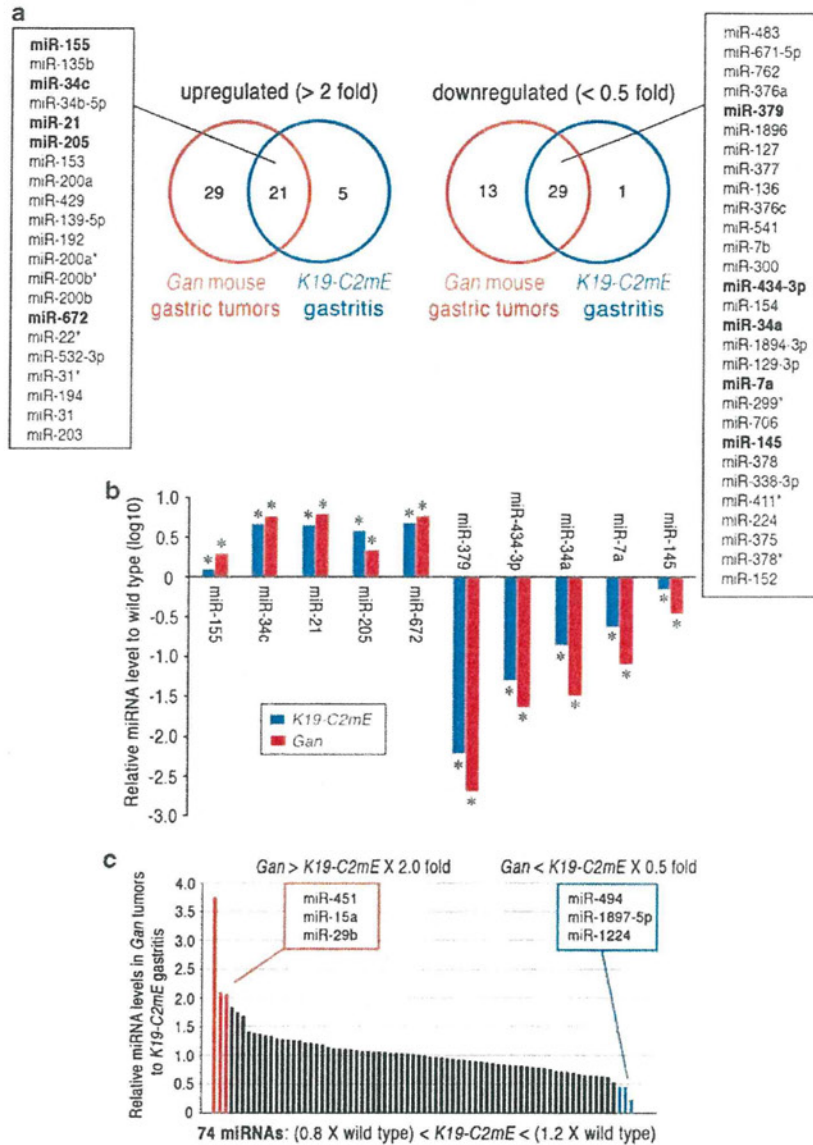 a
miR-155
miR-135b
miR-34c
miR-34b-5p
miR-21
miR-205
miR-153
miR-200a
miR-429
miR-139-5p
miR-192
miR-200a*
miR-200b*
miR-200b
miR-672
miR-22*
miR-532-3p
miR-31*
miR-194
miR-31
miR-203
upregulated (> 2 fold)
29 21 5
Gan mouse
gastric tumors
K19-C2mE
gastritis
downregulated (< 0.5 fold)
13 29 1
Gan mouse
gastric tumors
K19-C2mE
gastritis
miR-483
miR-671-5p
miR-762
miR-376a
miR-379
miR-1896
miR-127
miR-377
miR-136
miR-376c
miR-541
miR-7b
miR-300
miR-434-3p
miR-154
miR-34a
miR-1894-3p
miR-129-3p
miR-7a
miR-299*
miR-706
miR-145
miR-378
miR-338-3p
miR-411*
miR-224
miR-375
miR-378*
miR-152
b
Relative miRNA level to wild type (log10)
1.0
0.5
0
-0.5
-1.0
-1.5
-2.0
-2.5
-3.0
* * * * * * * * * *
miR-155
miR-34c
miR-21
miR-205
miR-672
miR-379
miR-434-3p
miR-34a
miR-7a
miR-145
* * * * * * * * * *
K19-C2mE
Gan
c
Gan > K19-C2mE X 2.0 fold
Gan < K19-C2mE X 0.5 fold
Relative miRNA levels in Gan tumors
to K19-C2mE gastritis
4.0
3.5
3.0
2.5
2.0
1.5
1.0
0.5
0
miR-451
miR-15a
miR-29b
miR-494
miR-1897-5p
miR-1224
74 miRNAs: (0.8 X wild type) < K19-C2mE < (1.2 X wild type)